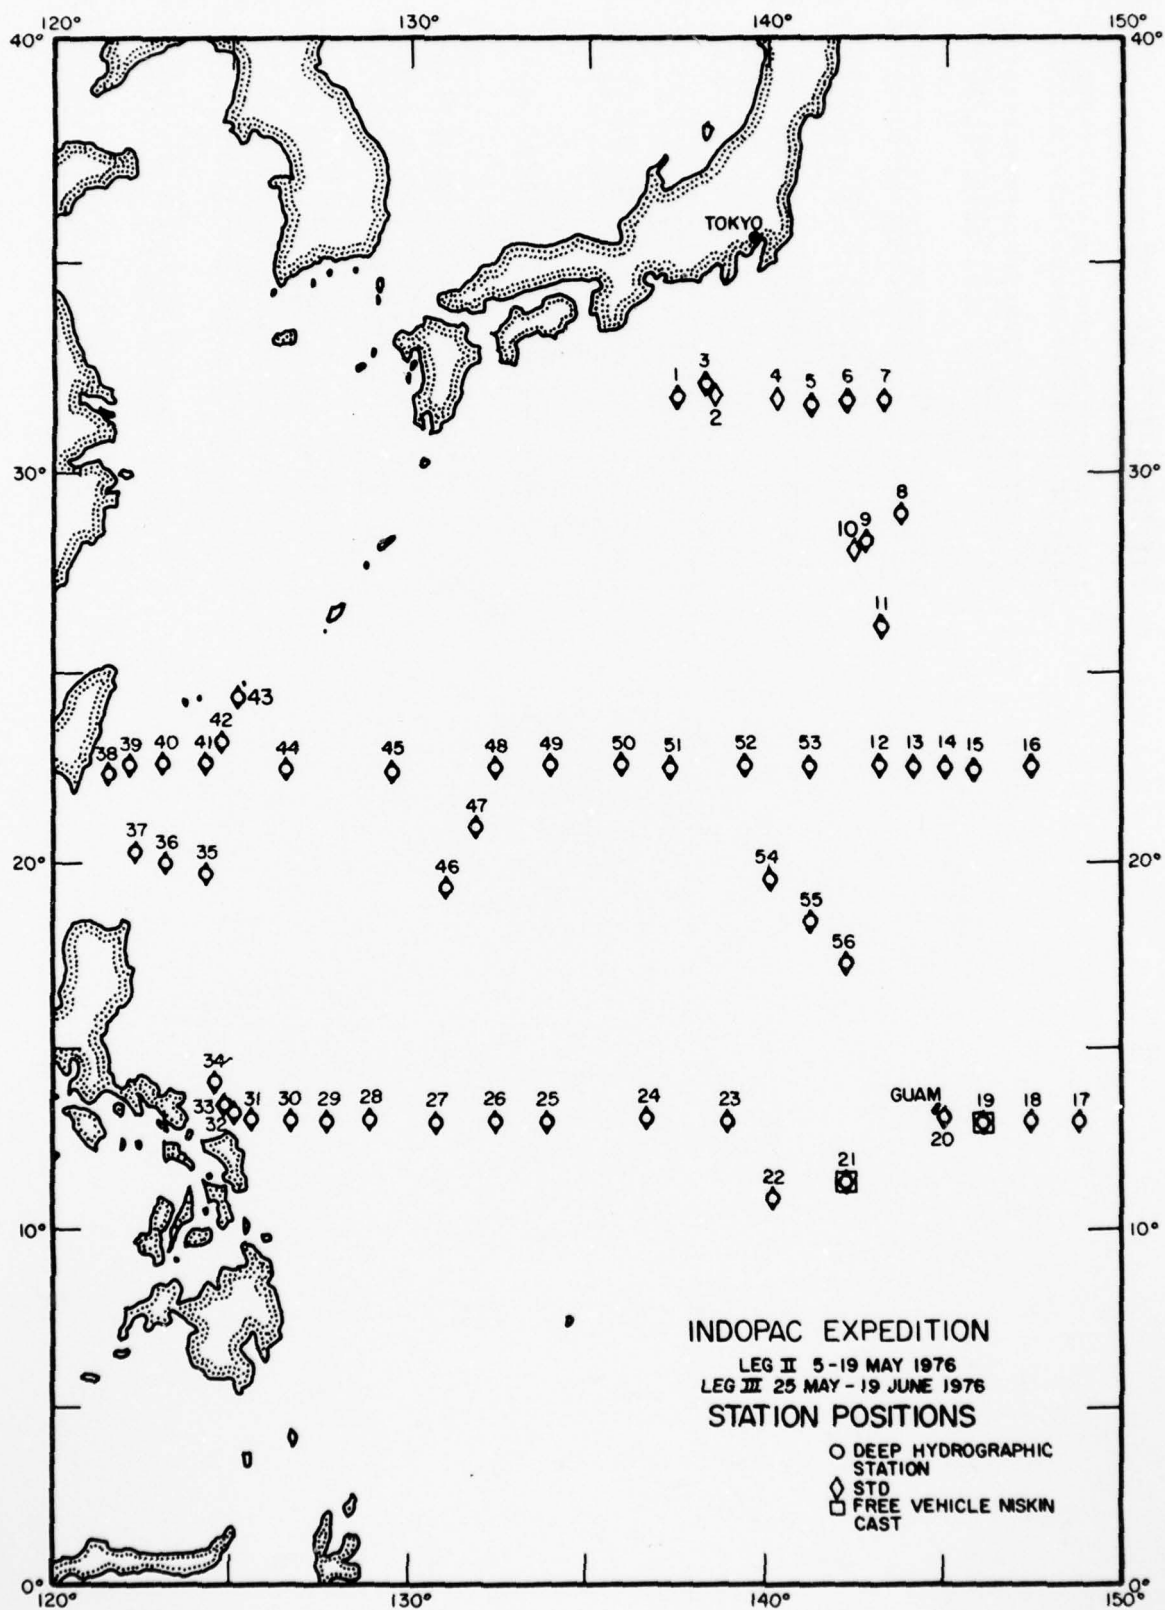 120° 130° 140° 150°
40° 40°
TOKYO
3
1 4 5 6 7
2
30° 30°
8
10 9
11
43
42
38 39 40 41 44 45 48 49 50 51 52 53 12 13 14 15 16
47
37 36 35
20° 20°
46 54
55
56
34
33 31 30 29 28 27 26 25 24 23 GUAM 19 18 17
32 20
21
22
10° 10°
INDOPAC EXPEDITION
LEG II 5-19 MAY 1976
LEG III 25 MAY - 19 JUNE 1976
STATION POSITIONS
DEEP HYDROGRAPHIC
STATION
STD
FREE VEHICLE NISKIN
CAST
0° 0°
120° 130° 140° 150°